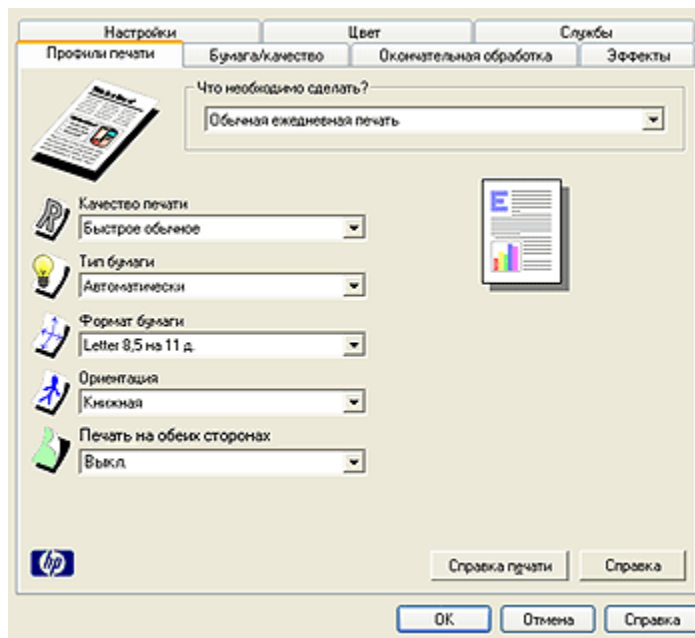 Настройки
Цвет
Службы
Профили печати
Бумага/качество
Окончательная обработка
Эффекты
Что необходимо сделать?
Обычная ежедневная печать
Качество печати
Быстрое обычное
Тип бумаги
Автоматически
Формат бумаги
Letter 8,5 на 11 д.
Ориентация
Книжная
Печать на обеих сторонах
Выкл.
hp
Справка печати
Справка
OK
Отмена
Справка